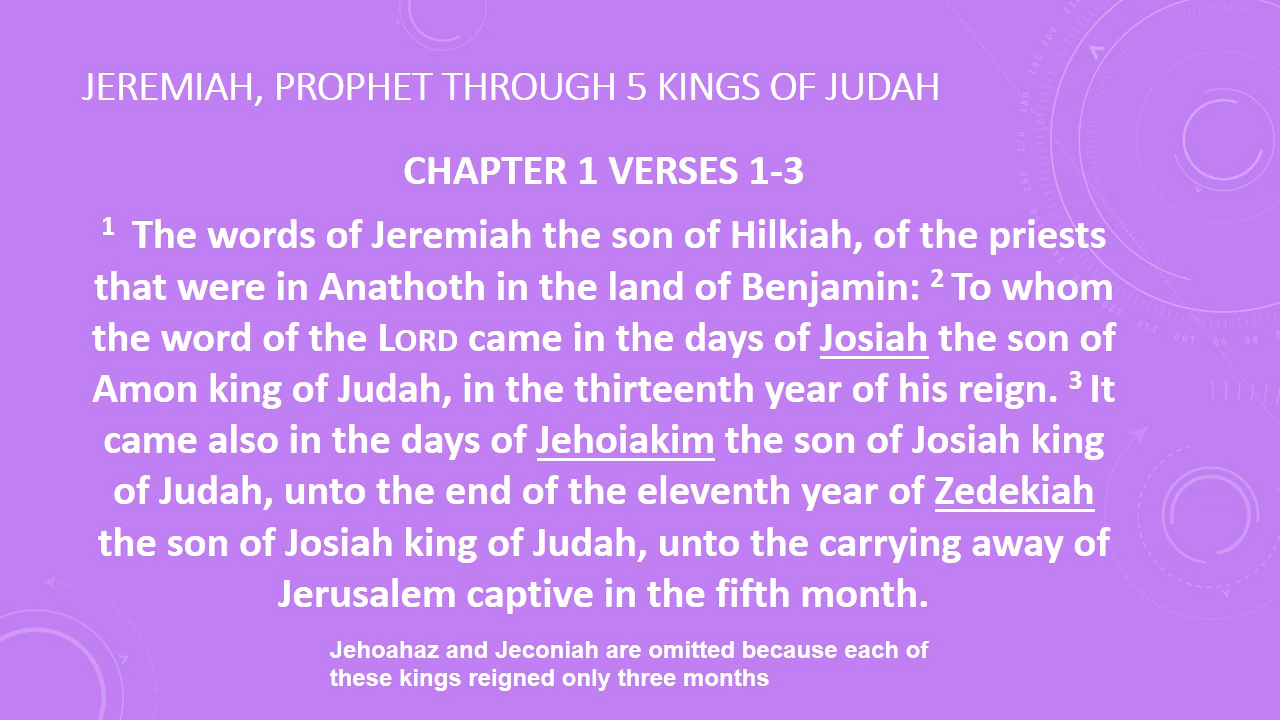 JEREMIAH, PROPHET THROUGH 5 KINGS OF JUDAH
CHAPTER 1 VERSES 1-3
1 The words of Jeremiah the son of Hilkiah, of the priests
that were in Anathoth in the land of Benjamin: 2 To whom
the word of the LORD came in the days of Josiah the son of
Amon king of Judah, in the thirteenth year of his reign. 3 It
came also in the days of Jehoiakim the son of Josiah king
of Judah, unto the end of the eleventh year of Zedekiah
the son of Josiah king of Judah, unto the carrying away of
Jerusalem captive in the fifth month.
Jehoahaz and Jeconiah are omitted because each of
these kings reigned only three months